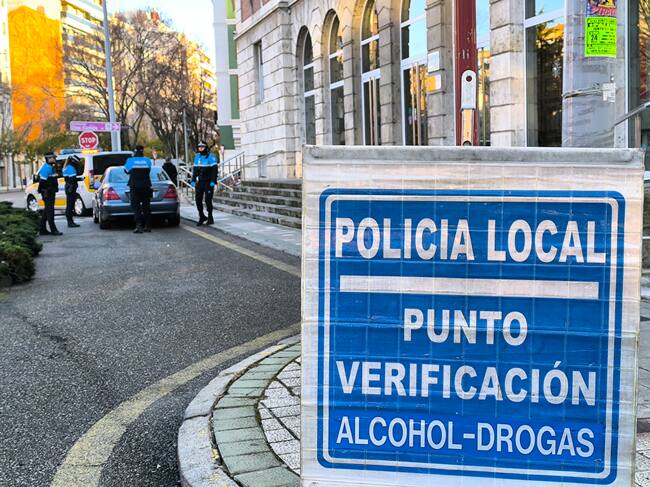 STOP
POLICIA LOCAL
PUNTO
VERIFICACIÓN
ALCOHOL-DROGAS